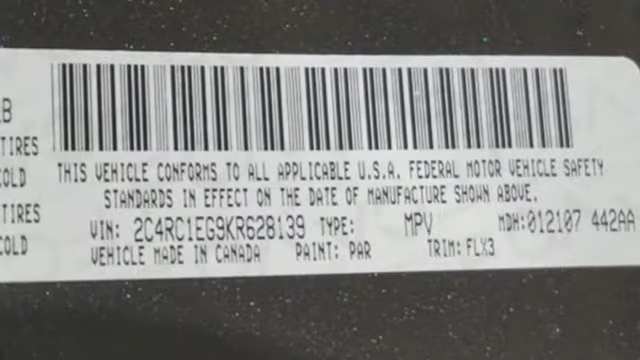 LB
TIRES
COLD
TIRES
COLD
THIS VEHICLE CONFORMS TO ALL APPLICABLE U.S.A. FEDERAL MOTOR VEHICLE SAFETY
STANDARDS IN EFFECT ON THE DATE OF MANUFACTURE SHOWN ABOVE.
VIN: 2C4RC1EG9KR628139 TYPE: MPV MDH:012107 442AA
VEHICLE MADE IN CANADA PAINT: PAR TRIM: FLX3